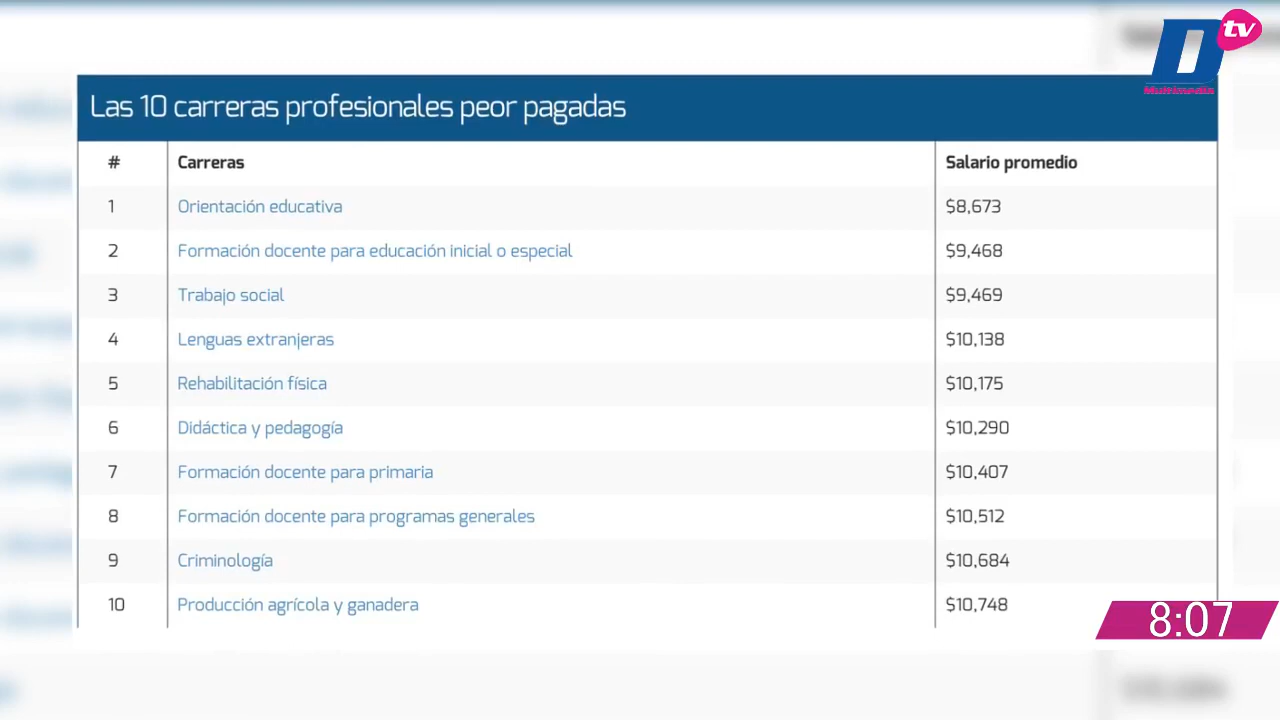 D tv
Multimedia
Las 10 carreras profesionales peor pagadas
# Carreras Salario promedio
1 Orientación educativa $8,673
2 Formación docente para educación inicial o especial $9,468
3 Trabajo social $9,469
4 Lenguas extranjeras $10,138
5 Rehabilitación física $10,175
6 Didáctica y pedagogía $10,290
7 Formación docente para primaria $10,407
8 Formación docente para programas generales $10,512
9 Criminología $10,684
10 Producción agrícola y ganadera $10,748
8:07